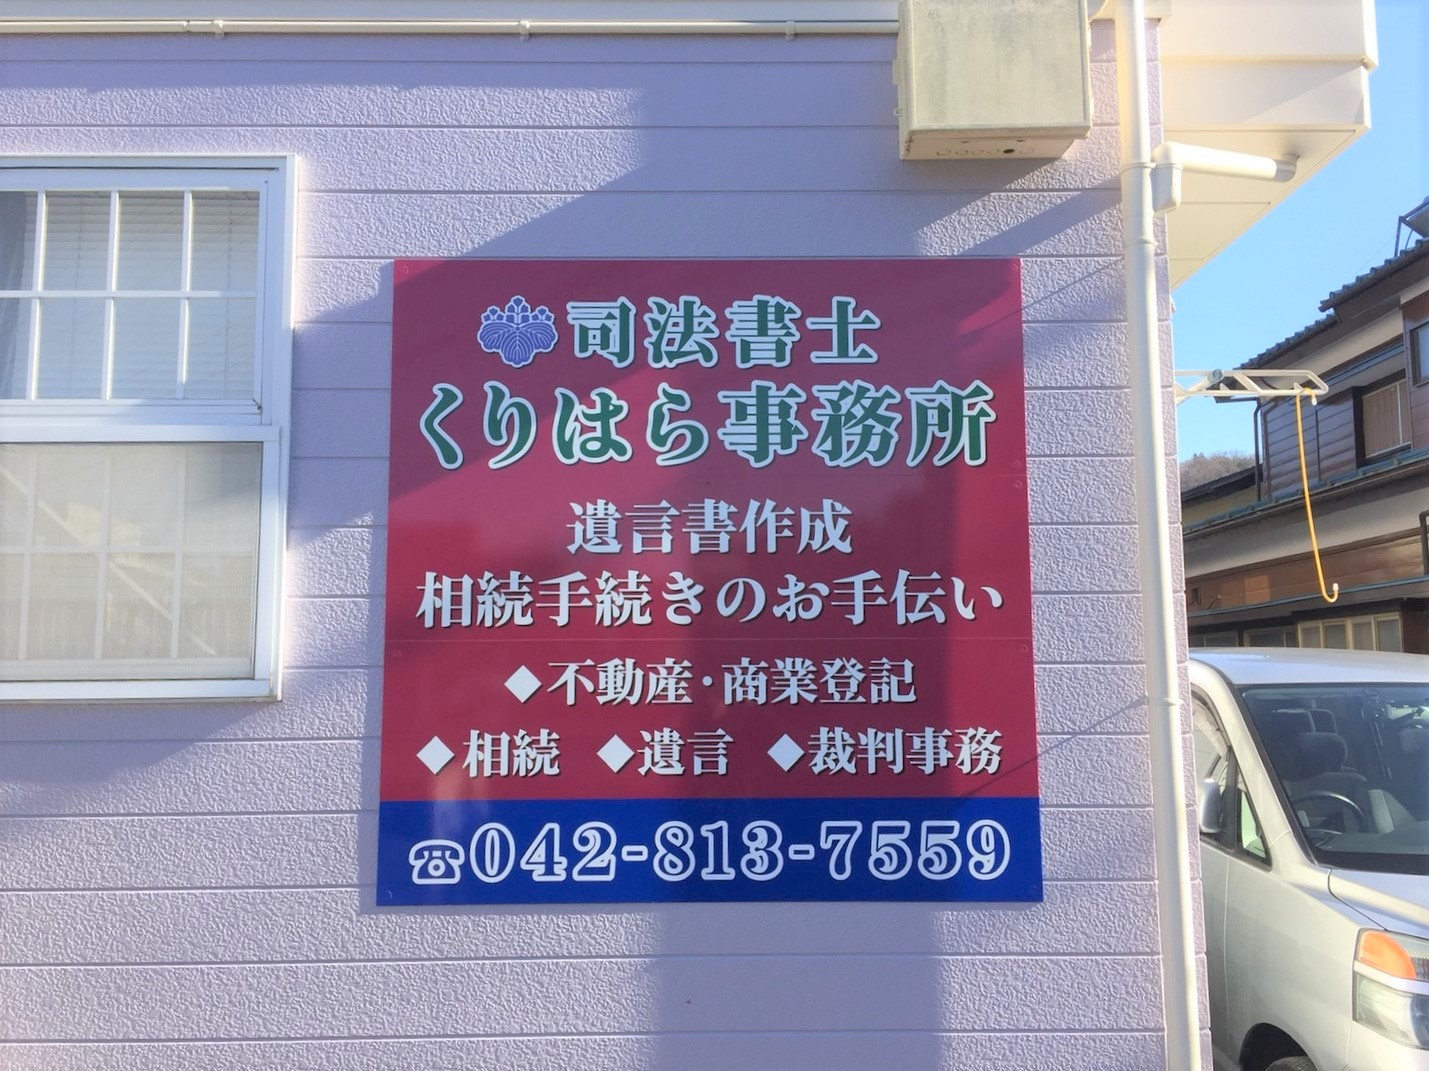 司法書士
くりはら事務所
遺言書作成
相続手続きのお手伝い
◆不動産・商業登記
◆相続 ◆遺言 ◆裁判事務
☎042-813-7559